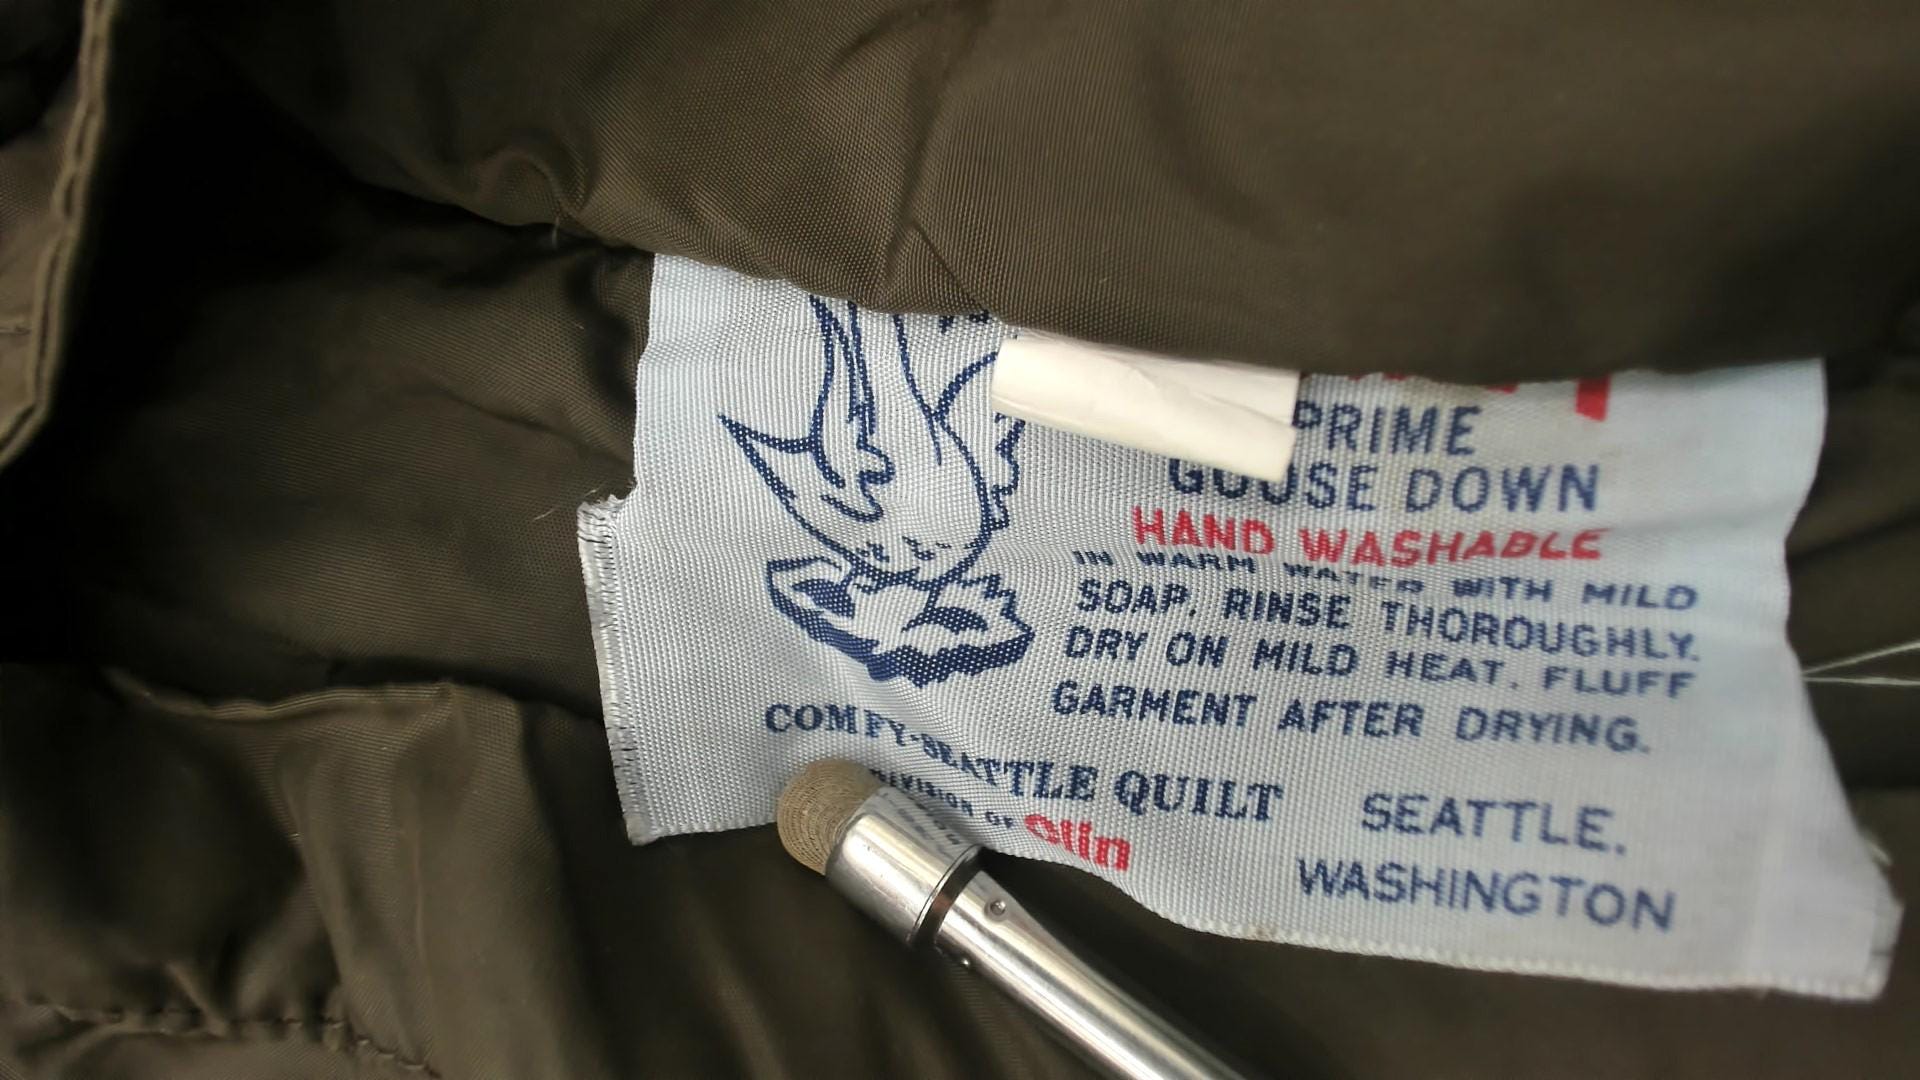 PRIME
GOOSE DOWN
HAND WASHABLE
IN WARM WATER WITH MILD
SOAP. RINSE THOROUGHLY.
DRY ON MILD HEAT. FLUFF
GARMENT AFTER DRYING.
COMFY-SEATTLE QUILT
DIVISION OF olin
SEATTLE,
WASHINGTON